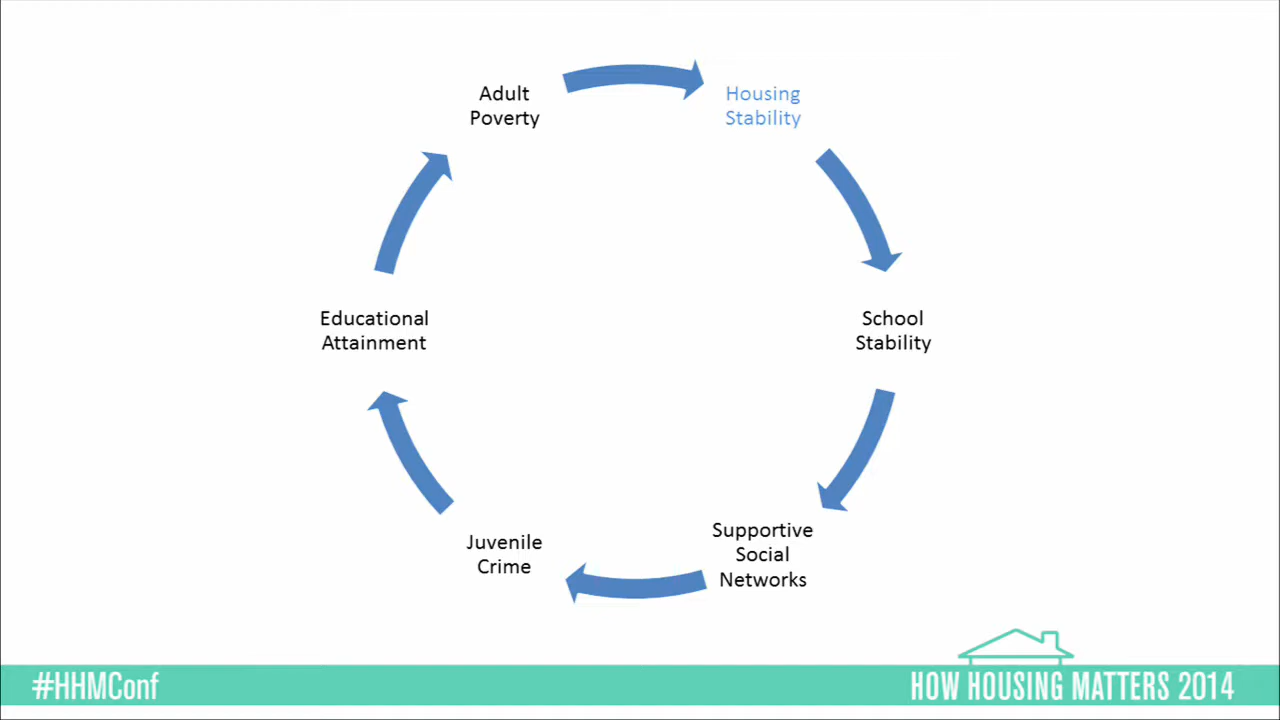 Adult
Poverty
Housing
Stability
School
Stability
Supportive
Social
Networks
Juvenile
Crime
Educational
Attainment
#HHMConf
HOW HOUSING MATTERS 2014